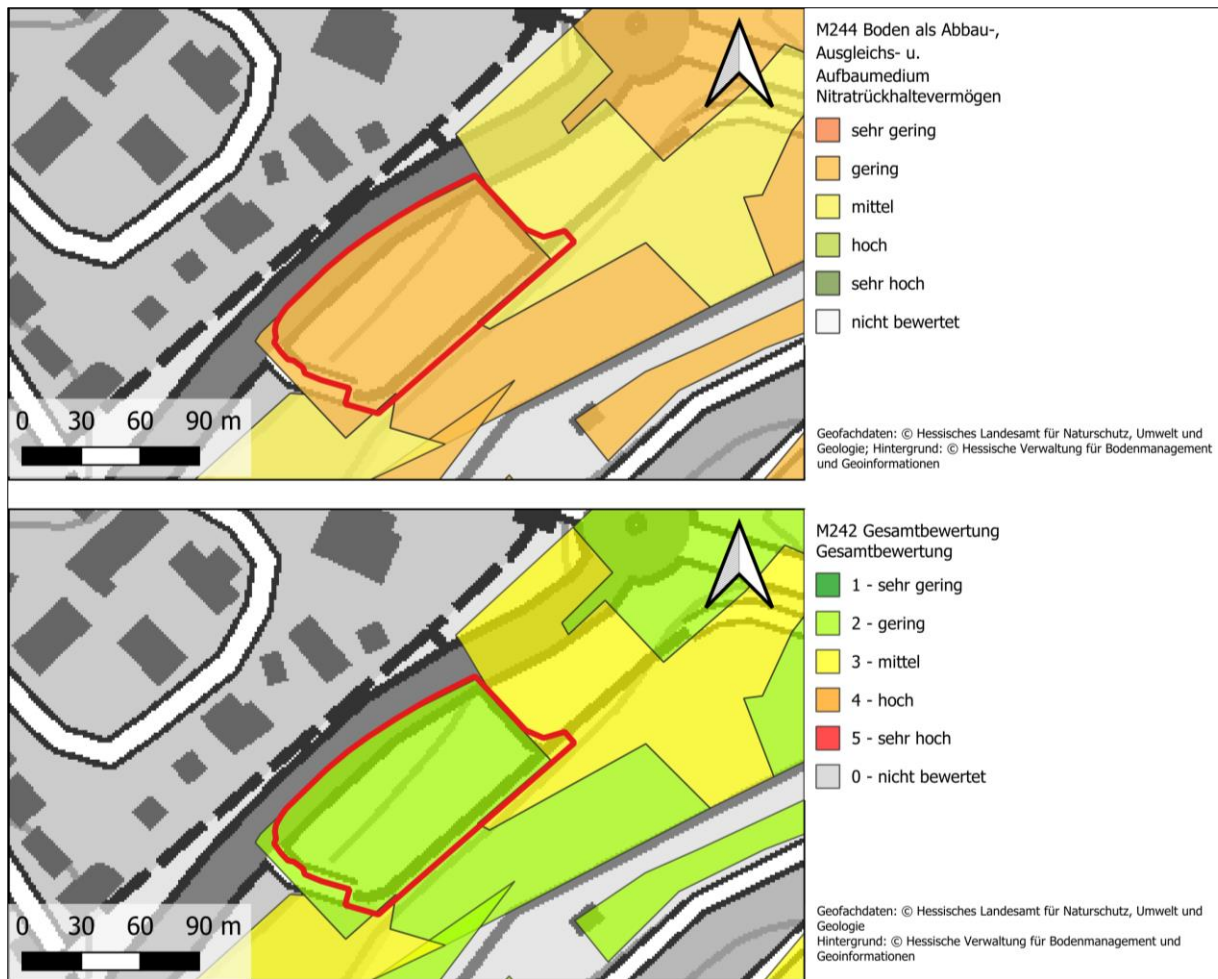 M244 Boden als Abbau-,
Ausgleichs- u.
Aufbaumedium
Nitratrückhaltevermögen
sehr gering
gering
mittel
hoch
sehr hoch
nicht bewertet
0 30 60 90 m
Geofachdaten: © Hessisches Landesamt für Naturschutz, Umwelt und
Geologie; Hintergrund: © Hessische Verwaltung für Bodenmanagement
und Geoinformationen
M242 Gesamtbewertung
Gesamtbewertung
1 - sehr gering
2 - gering
3 - mittel
4 - hoch
5 - sehr hoch
0 - nicht bewertet
0 30 60 90 m
Geofachdaten: © Hessisches Landesamt für Naturschutz, Umwelt und
Geologie
Hintergrund: © Hessische Verwaltung für Bodenmanagement und
Geoinformationen